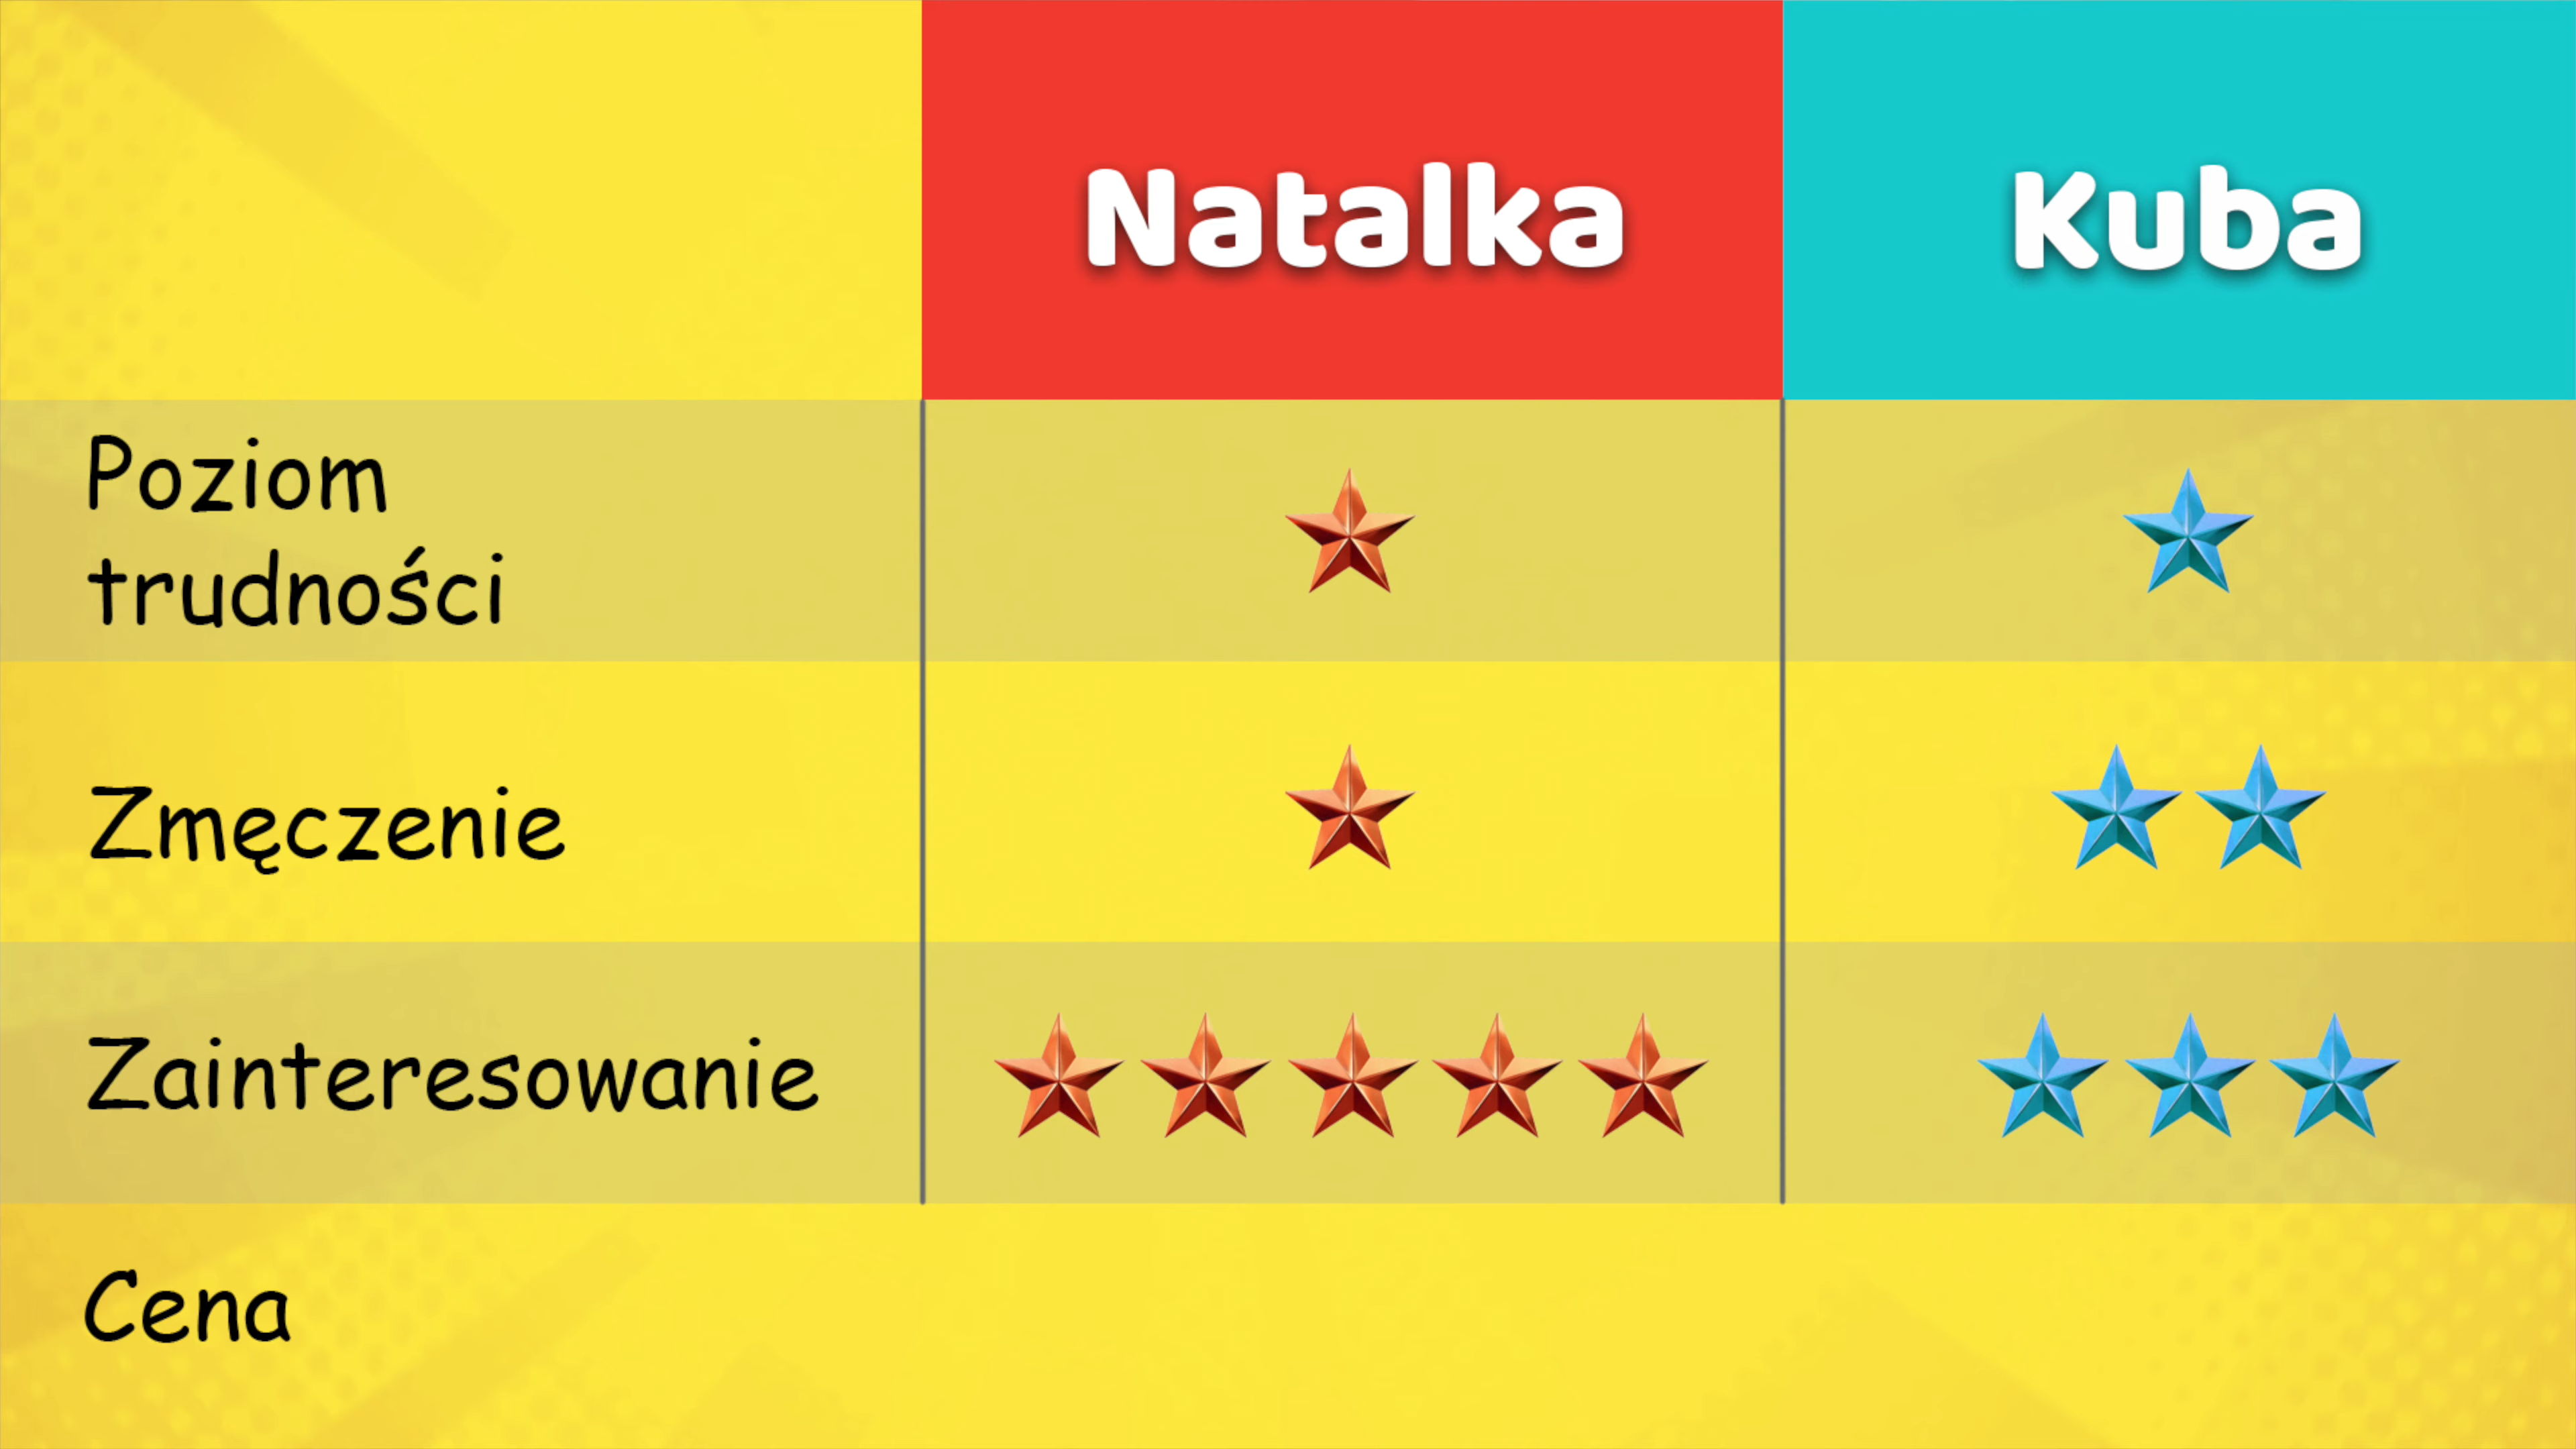 Natalka Kuba
Poziom
trudności
Zmęczenie
Zainteresowanie
Cena